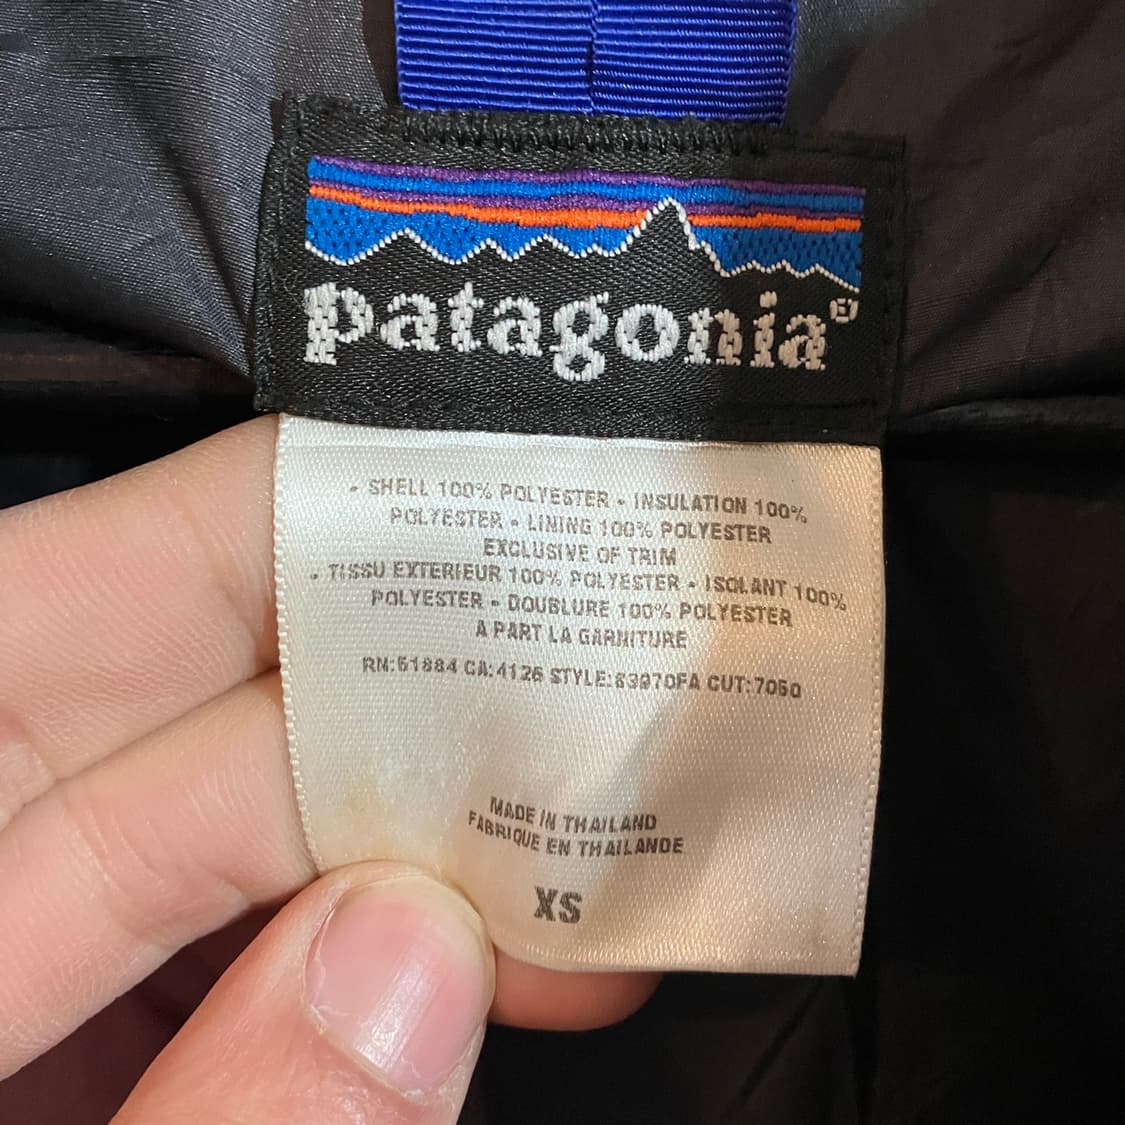 patagonia®
• SHELL 100% POLYESTER • INSULATION 100%
POLYESTER • LINING 100% POLYESTER
EXCLUSIVE OF TRIM
• TISSU EXTERIEUR 100% POLYESTER • ISOLANT 100%
POLYESTER • DOUBLURE 100% POLYESTER
A PART LA GARNITURE
RN:51884 CA:4126 STYLE:83970FA CUT:7050
MADE IN THAILAND
FABRIQUE EN THAILANDE
XS